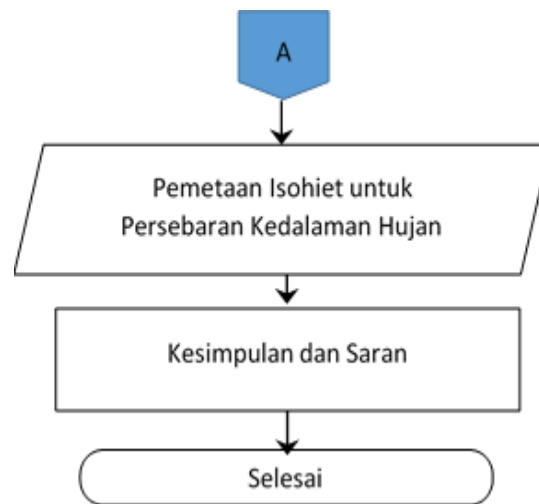 A
Pemetaan Isohiet untuk
Persebaran Kedalaman Hujan
Kesimpulan dan Saran
Selesai